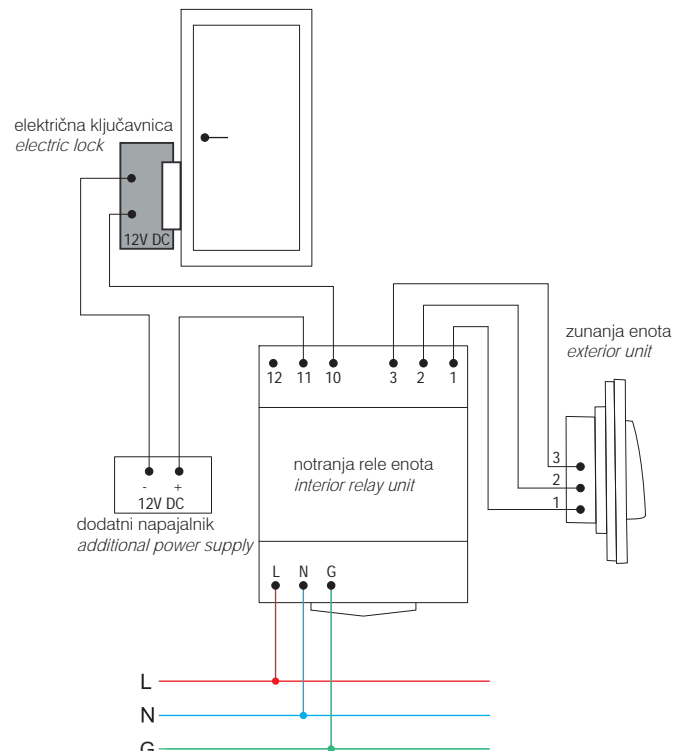 električna ključavnica
electric lock
12V DC
12 11 10 3 2 1
zunanja enota
exterior unit
3
2
1
notranja rele enota
interior relay unit
- +
12V DC
dodatni napajalnik
additional power supply
L N G
L
N
G